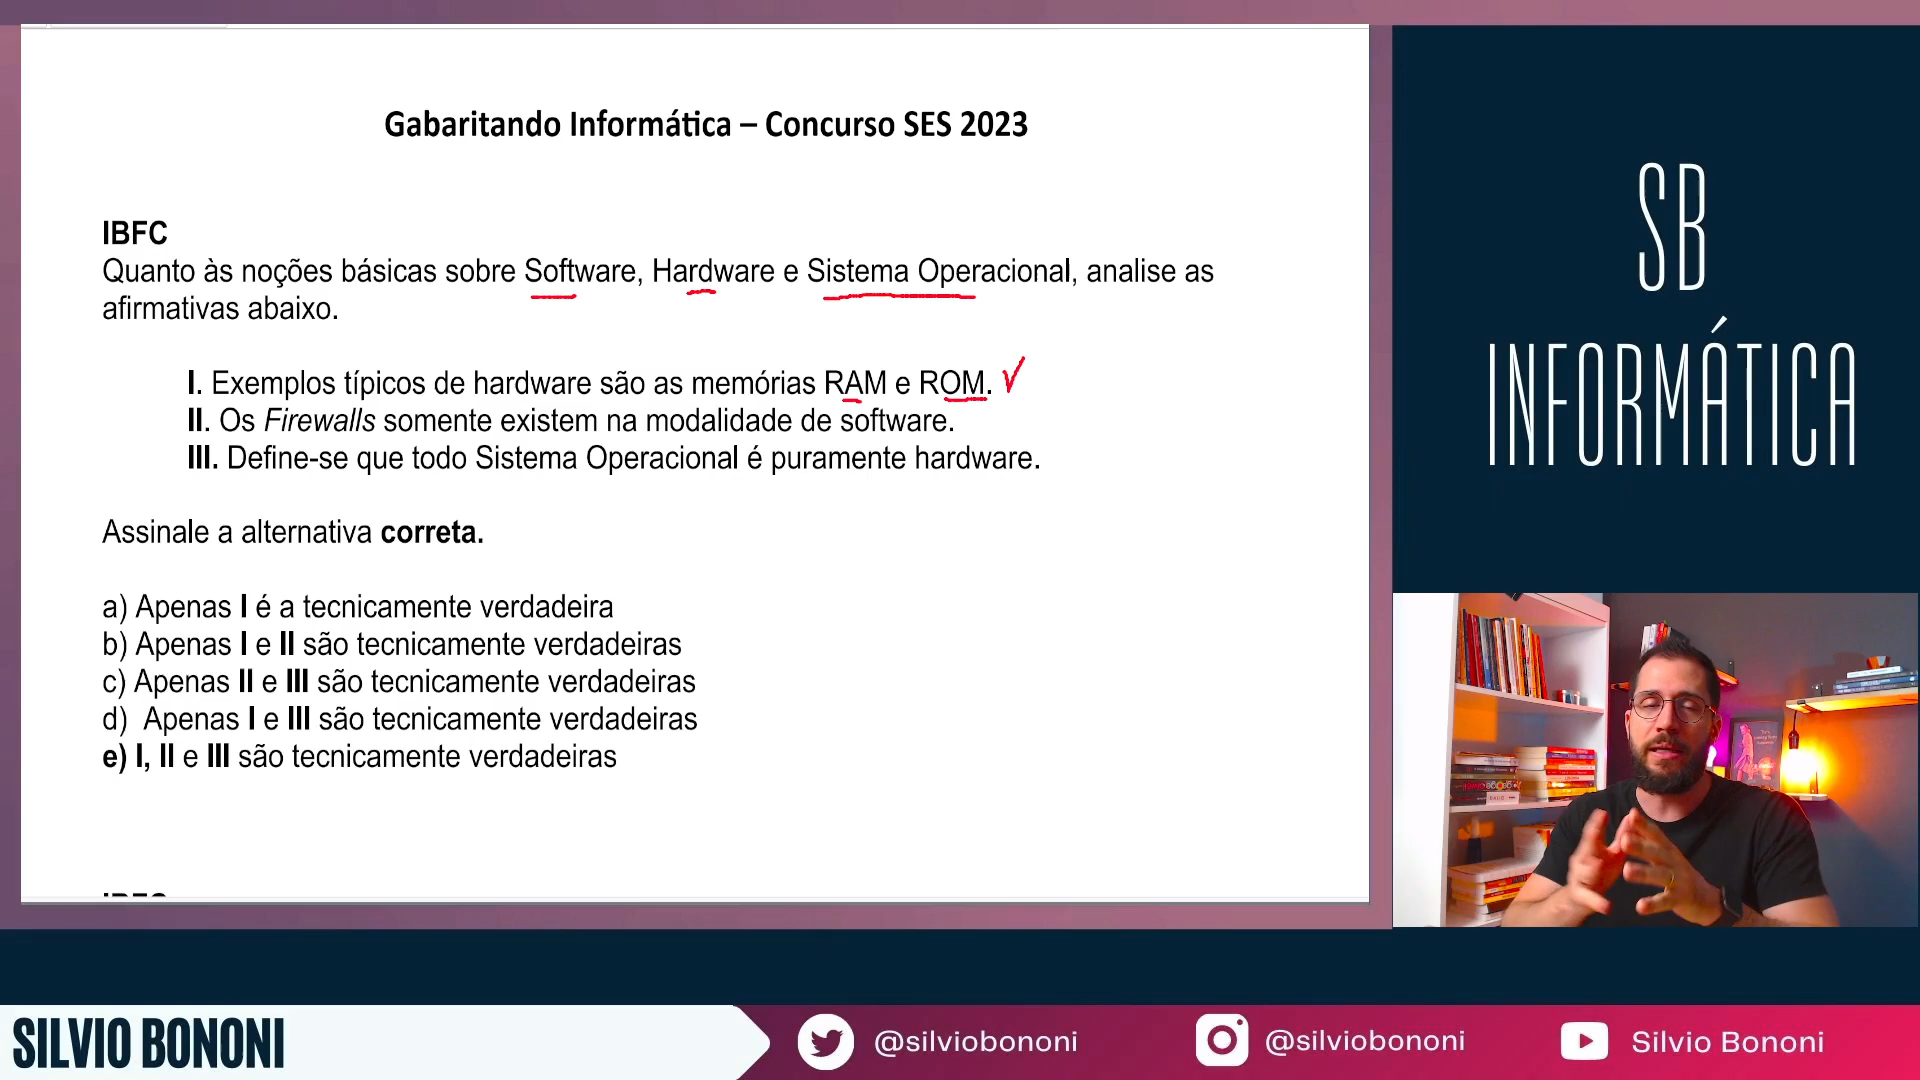 Gabaritando Informática – Concurso SES 2023
IBFC
Quanto às noções básicas sobre Software, Hardware e Sistema Operacional, analise as
afirmativas abaixo.
I. Exemplos típicos de hardware são as memórias RAM e ROM.
II. Os Firewalls somente existem na modalidade de software.
III. Define-se que todo Sistema Operacional é puramente hardware.
Assinale a alternativa correta.
a) Apenas I é a tecnicamente verdadeira
b) Apenas I e II são tecnicamente verdadeiras
c) Apenas II e III são tecnicamente verdadeiras
d) Apenas I e III são tecnicamente verdadeiras
e) I, II e III são tecnicamente verdadeiras
SB
INFORMÁTICA
SILVIO BONONI
@silviobononi
@silviobononi
Silvio Bononi